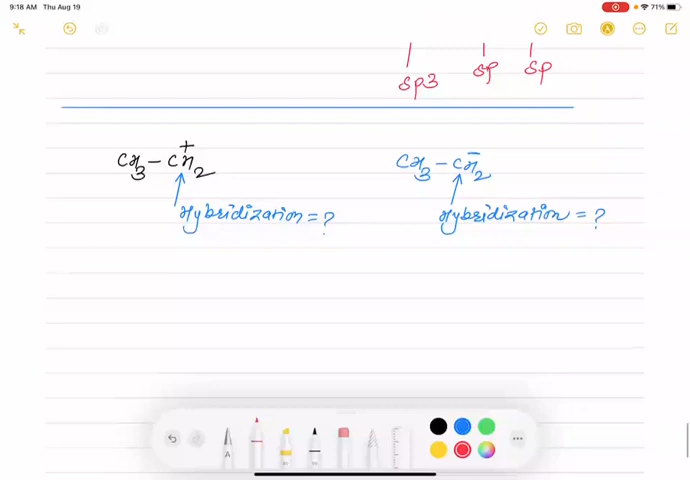 9:18 AM Thu Aug 19
71%
sp3 sp sp
CH3 - CH2+ CH3 - CH2-
Hybridization = ? Hybridization = ?
A